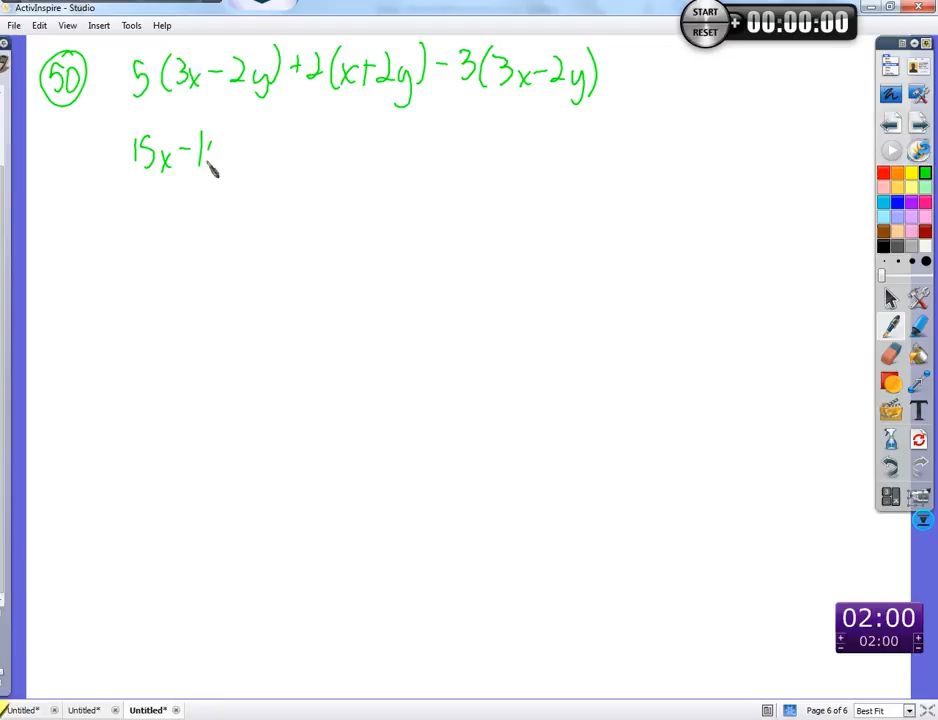 ActivInspire - Studio
START
RESET
00:00:00
File Edit View Insert Tools Help
50 5(3x-2y)+2(x+2y)-3(3x-2y)
15x-1
02:00
02:00
Untitled* Untitled* Untitled*
Page 6 of 6 Best Fit